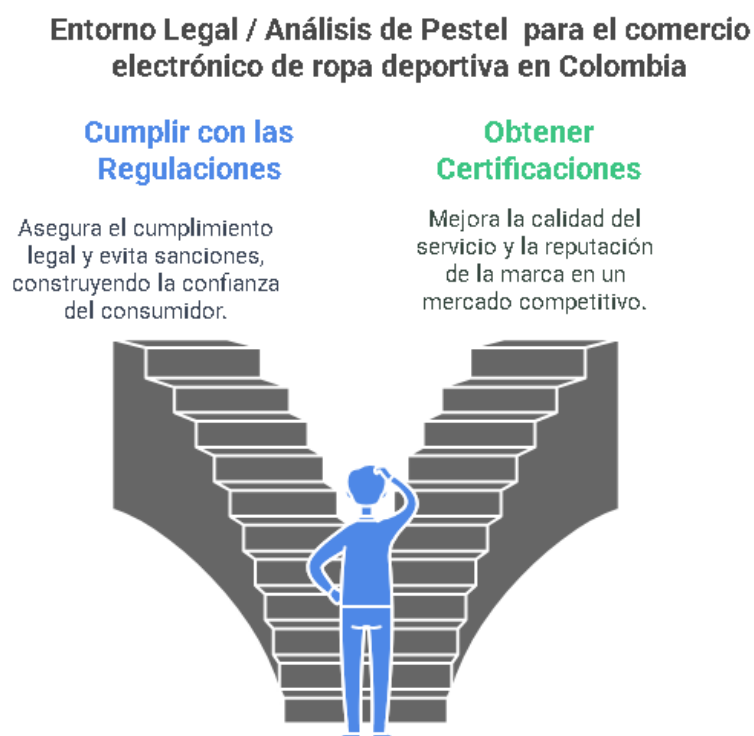 Entorno Legal / Análisis de Pestel para el comercio
electrónico de ropa deportiva en Colombia
Cumplir con las
Regulaciones
Asegura el cumplimiento
legal y evita sanciones,
construyendo la confianza
del consumidor.
Obtener
Certificaciones
Mejora la calidad del
servicio y la reputación
de la marca en un
mercado competitivo.